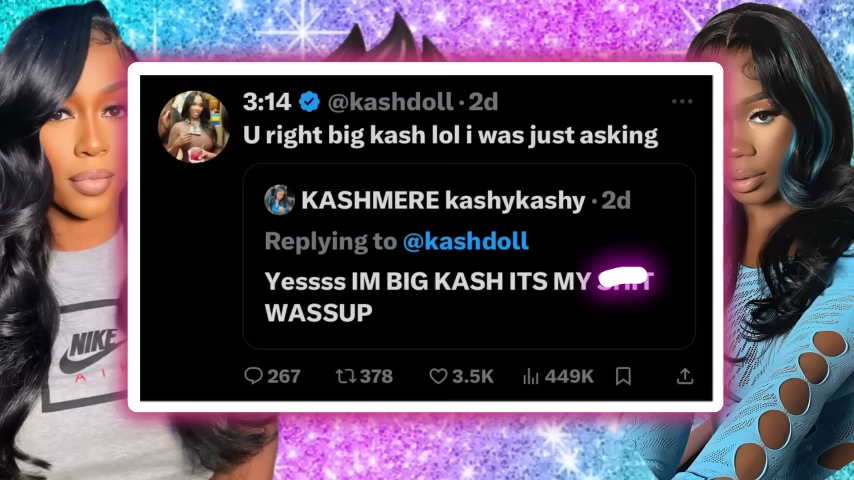 3:14 @kashdoll · 2d
U right big kash lol i was just asking
KASHMERE kashykashy · 2d
Replying to @kashdoll
Yessss IM BIG KASH ITS MY
WASSUP
267 378 3.5K 449K
NIKE
AIR